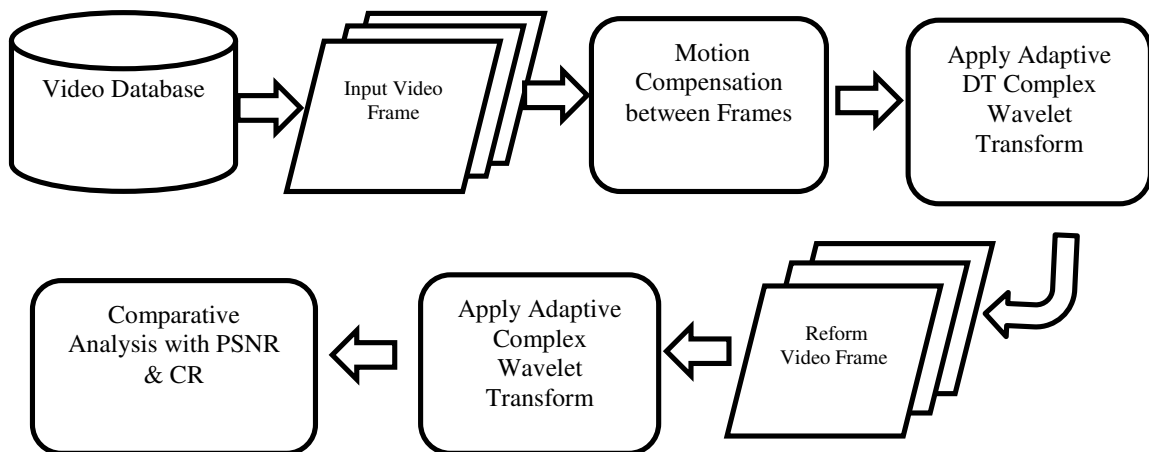 Video Database
Input Video
Frame
Motion
Compensation
between Frames
Apply Adaptive
DT Complex
Wavelet
Transform
Reform
Video Frame
Apply Adaptive
Complex
Wavelet
Transform
Comparative
Analysis with PSNR
& CR